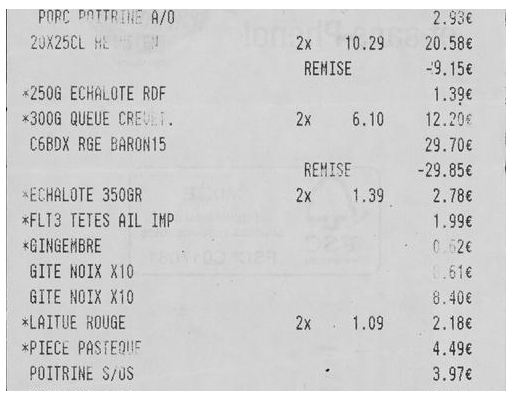 PORC POITRINE A/O 2.93€
20X25CL 2x 10.29 20.58€
REMISE -9.15€
*250G ECHALOTE RDF 1.39€
*300G QUEUE CREVET. 2x 6.10 12.20€
C6BDX RGE BARON15 29.70€
REMISE -29.85€
*ECHALOTE 350GR 2x 1.39 2.78€
*FLT3 TETES AIL IMP 1.99€
*GINGEMBRE 0.62€
GITE NOIX X10
GITE NOIX X10 8.40€
*LAITUE ROUGE 2x 1.09 2.18€
*PIECE PASTEQUE 4.49€
POITRINE S/OS 3.97€